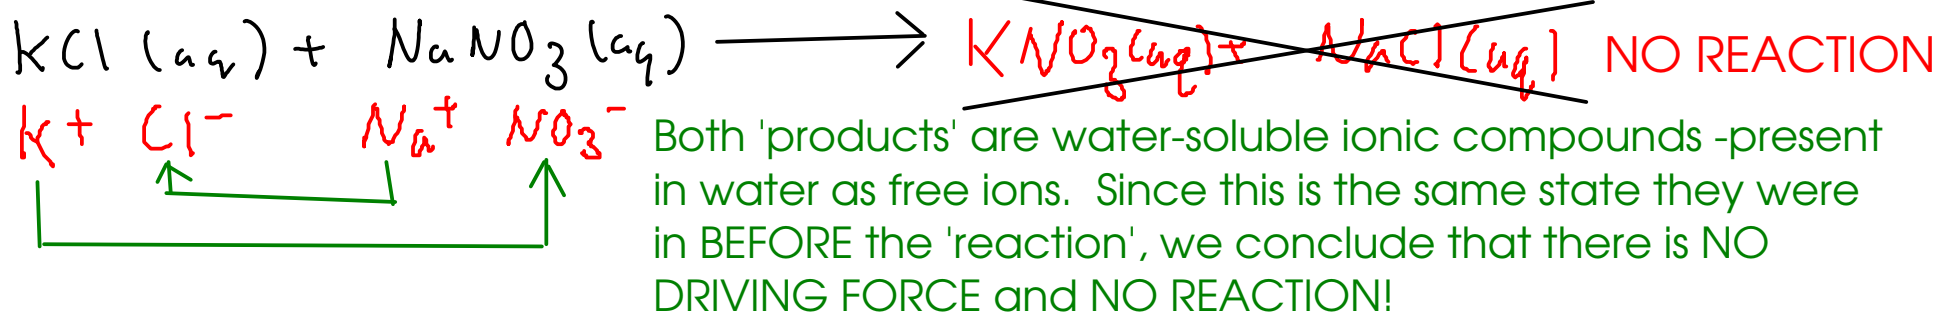 KCl (aq) + NaNO3 (aq) → KNO3(aq) + NaCl(aq) NO REACTION
K+ Cl- Na+ NO3-
Both 'products' are water-soluble ionic compounds -present
in water as free ions. Since this is the same state they were
in BEFORE the 'reaction', we conclude that there is NO
DRIVING FORCE and NO REACTION!